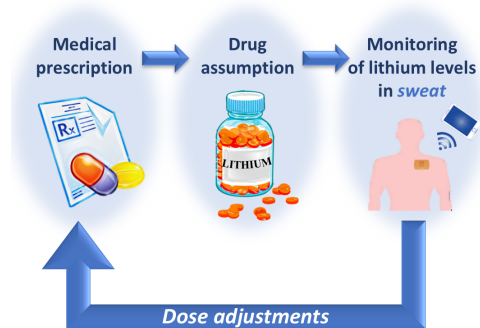 Medical
prescription
Drug
assumption
Monitoring
of lithium levels
in sweat
Rx
LITHIUM
Dose adjustments